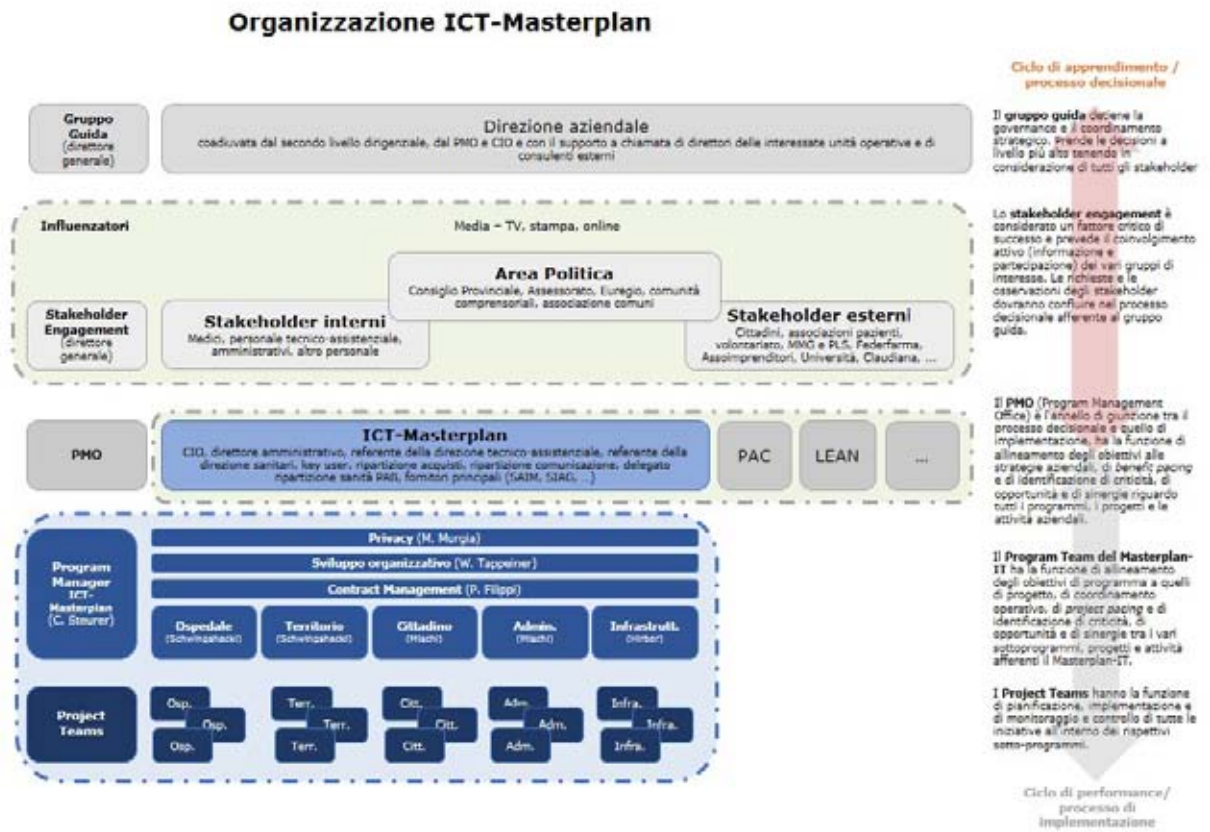 Organizzazione ICT-Masterplan
Ciclo di apprendimento /
processo decisionale
Gruppo
Guida
(direttore
generale)
Direzione aziendale
coadiuvata dal secondo livello dirigenziale, dal PMO e CIO e con il supporto a chiamata di direttori delle interessate unità operative e di
consulenti esterni
Il gruppo guida detiene la
governance e il coordinamento
strategico. Prende le decisioni a
livello più alto tenendo in
considerazione di tutti gli stakeholder
Influenzatori
Media – TV, stampa, online
Area Politica
Consiglio Provinciale, Assessorato, Euregio, comunità
comprensoriali, associazione comuni
Stakeholder
Engagement
(direttore
generale)
Stakeholder interni
Medici, personale tecnico-assistenziale,
amministrativi, altro personale
Stakeholder esterni
Cittadini, associazioni pazienti,
volontariato, MMG e PLS, Federfarma,
Assoimprenditori, Università, Claudiana, ...
Lo stakeholder engagement è
considerato un fattore critico di
successo e prevede il coinvolgimento
attivo (informazione e
partecipazione) dei vari gruppi di
interesse. Le richieste e le
osservazioni degli stakeholder
dovranno confluire nel processo
decisionale afferente al gruppo
guida.
PMO
ICT-Masterplan
CIO, direttore amministrativo, referente della direzione tecnico-assistenziale, referente della
direzione sanitari, key user, ripartizione acquisti, ripartizione comunicazione, delegato
ripartizione sanità PAB, fornitori principali (SAIM, SIAG, ..)
PAC
LEAN
...
Il PMO (Program Management
Office) è l'annello di giunzione tra il
processo decisionale e quello di
implementazione, ha la funzione di
allineamento degli obiettivi alle
strategie aziendali, di benefit pacing
e di identificazione di criticità, di
opportunità e di sinergie riguardo
tutti i programmi, i progetti e le
attività aziendali.
Program
Manager
ICT-
Masterplan
(C. Steurer)
Privacy (M. Murgia)
Sviluppo organizzativo (W. Tappeiner)
Contract Management (P. Filippi)
Ospedale
(Schwingshackl)
Territorio
(Schwingshackl)
Cittadino
(Mischi)
Admin.
(Mischi)
Infrastrutt.
Il Program Team del Masterplan-
IT ha la funzione di allineamento
degli obiettivi di programma a quelli
di progetto, di coordinamento
operativo, di project pacing e di
identificazione di criticità, di
opportunità e di sinergie tra i vari
sottoprogrammi, progetti e attività
afferenti il Masterplan-IT.
Project
Teams
Osp.
Osp.
Osp.
Terr.
Terr.
Terr.
Citt.
Citt.
Citt.
Adm.
Adm.
Adm.
Infra.
Infra.
Infra.
I Project Teams hanno la funzione
di pianificazione, implementazione e
di monitoraggio e controllo di tutte le
iniziative all'interno dei rispettivi
sotto-programmi.
Ciclo di performance/
processo di
implementazione